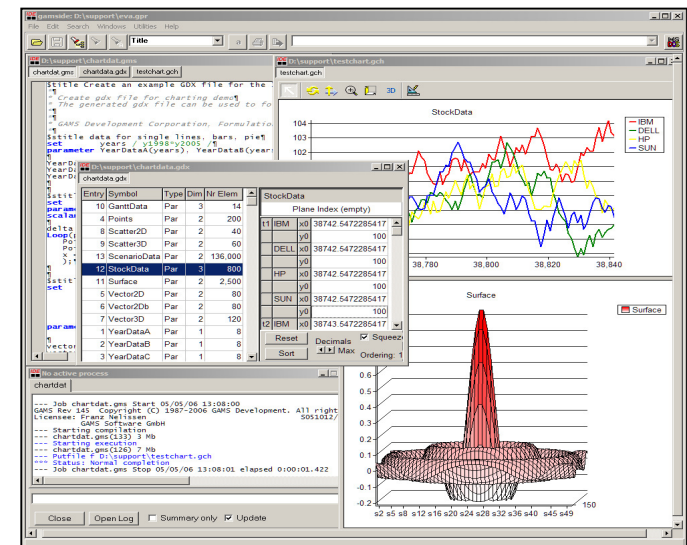 gamside: D:\support\eva.gpr
File Edit Search Windows Utilities Help
Title
D:\support\chartdat.gms
chartdat.gms chartdata.gdx testchart.gch
$title Create an example GDX file for the
Create gdx file for charting demo¶
The generated gdx file can be used to fo
GAMS Development Corporation, Formulation
$stitle data for single lines, bars, pie¶
set years / y1998*y2005 /¶
parameter YearDataA(years), YearDataB(year
D:\support\testchart.gch
testchart.gch
3D
StockData
104
103
102
IBM
DELL
HP
SUN
38,780 38,800 38,820 38,840
D:\support\chartdata.gdx
chartdata.gdx
Entry Symbol Type Dim Nr Elem
10 GanttData Par 3 14
4 Points Par 2 200
8 Scatter2D Par 2 40
9 Scatter3D Par 2 60
13 ScenarioData Par 2 136,000
12 StockData Par 3 800
11 Surface Par 2 2,500
5 Vector2D Par 2 80
6 Vector2Db Par 2 80
7 Vector3D Par 2 120
1 YearDataA Par 1 8
2 YearDataB Par 1 8
3 YearDataC Par 1 8
StockData
Plane Index (empty)
t1 IBM x0 38742.5472285417
y0 100
DELL x0 38742.5472285417
y0 100
HP x0 38742.5472285417
y0 100
SUN x0 38742.5472285417
y0 100
t2 IBM x0 38743.5472285417
Reset Decimals Squeeze
Max
Sort Ordering: 1
Surface
Surface
0.6
0.5
0.4
0.3
0.2
0.1
0
-0.1
-0.2
s2 s5 s8 s12 s16 s20 s24 s28 s32 s36 s40 s45 s49
150
No active process
chartdat
--- Job chartdat.gms Start 05/05/06 13:08:00
GAMS Rev 145 Copyright (C) 1987-2006 GAMS Development. All right
Licensee: Franz Nelissen S051012/
GAMS Software GmbH
--- Starting compilation
--- chartdat.gms(133) 3 Mb
--- Starting execution
--- chartdat.gms(126) 7 Mb
--- Putfile f D:\support\testchart.gch
*** Status: Normal completion
--- Job chartdat.gms Stop 05/05/06 13:08:01 elapsed 0:00:01.422
Close Open Log Summary only Update